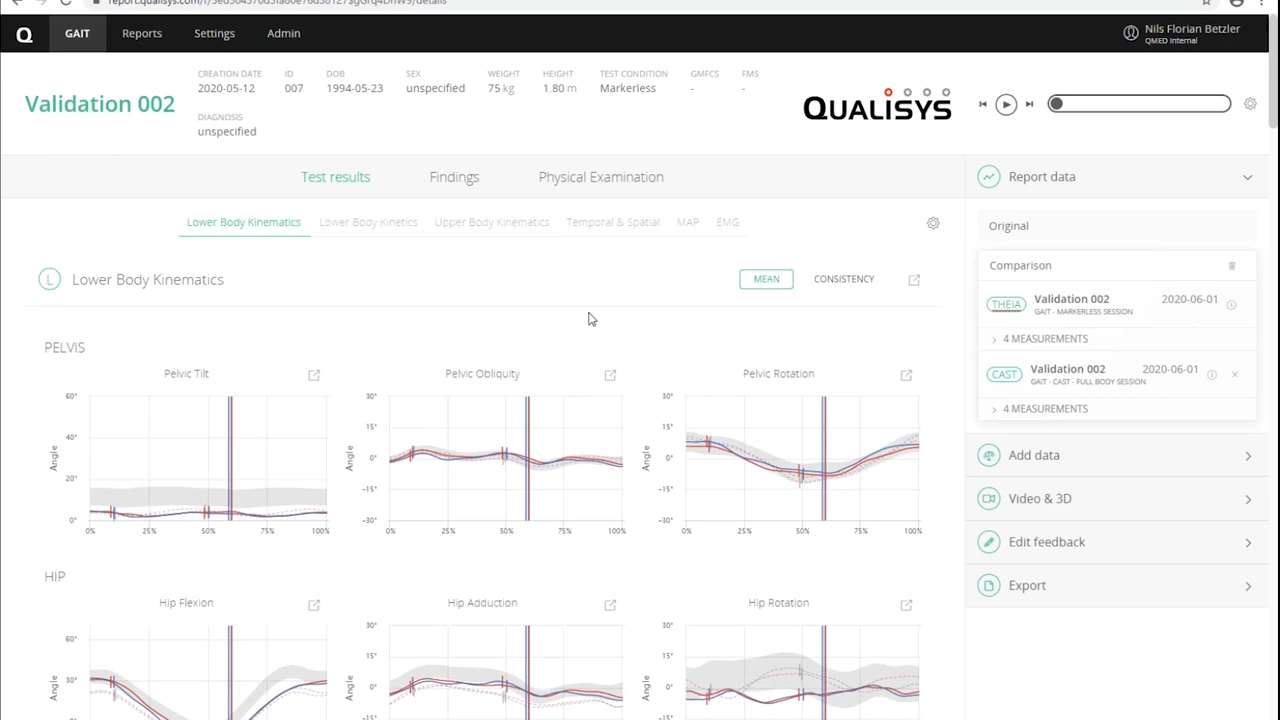 Q GAIT Reports Settings Admin Nils Florian Betzler
QMED Internal
Validation 002
CREATION DATE ID DOB SEX WEIGHT HEIGHT TEST CONDITION GMFCS FMS
2020-05-12 007 1994-05-23 unspecified 75 kg 1.80 m Markerless - -
DIAGNOSIS
unspecified
QUALISYS
Test results Findings Physical Examination
Lower Body Kinematics Lower Body Kinetics Upper Body Kinematics Temporal & Spatial MAP EMG
L Lower Body Kinematics MEAN CONSISTENCY
PELVIS
Pelvic Tilt Pelvic Obliquity Pelvic Rotation
60° 30° 30°
40° 15° 15°
Angle Angle Angle
0° 0°
20° −15° −15°
0° −30° −30°
0% 25% 50% 75% 100% 0% 25% 50% 75% 100% 0% 25% 50% 75% 100%
HIP
Hip Flexion Hip Adduction Hip Rotation
60° 30° 30°
15° 15°
30° 0° 0°
Angle Angle Angle
−15° −15°
Report data
Original
Comparison
THEIA Validation 002 2020-06-01
GAIT - MARKERLESS SESSION
4 MEASUREMENTS
CAST Validation 002 2020-06-01
GAIT - CAST - FULL BODY SESSION
4 MEASUREMENTS
Add data
Video & 3D
Edit feedback
Export